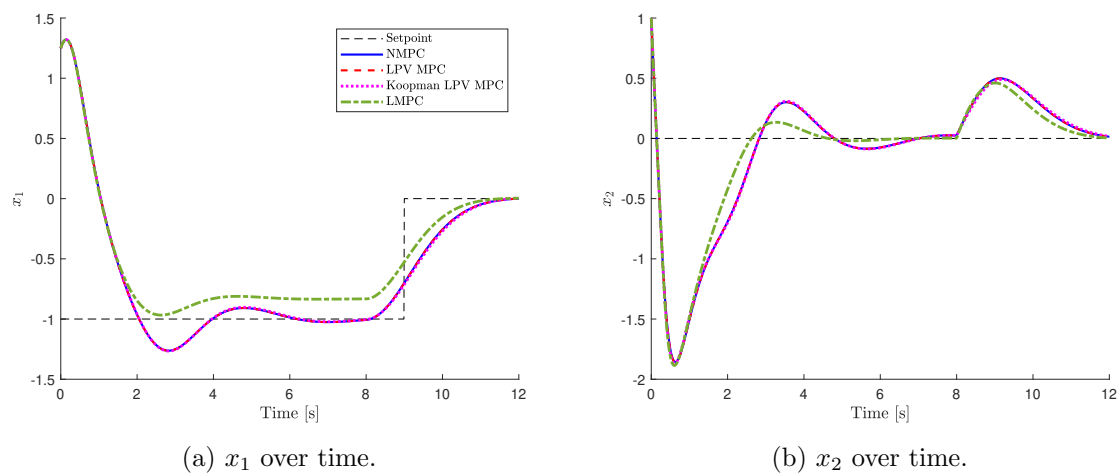 1.5
1
0.5
0
-0.5
-1
-1.5
x₁
0 2 4 6 8 10 12
Time [s]
Setpoint
NMPC
LPV MPC
Koopman LPV MPC
LMPC
(a) x₁ over time.
1
0.5
0
-0.5
-1
-1.5
-2
x₂
0 2 4 6 8 10 12
Time [s]
(b) x₂ over time.